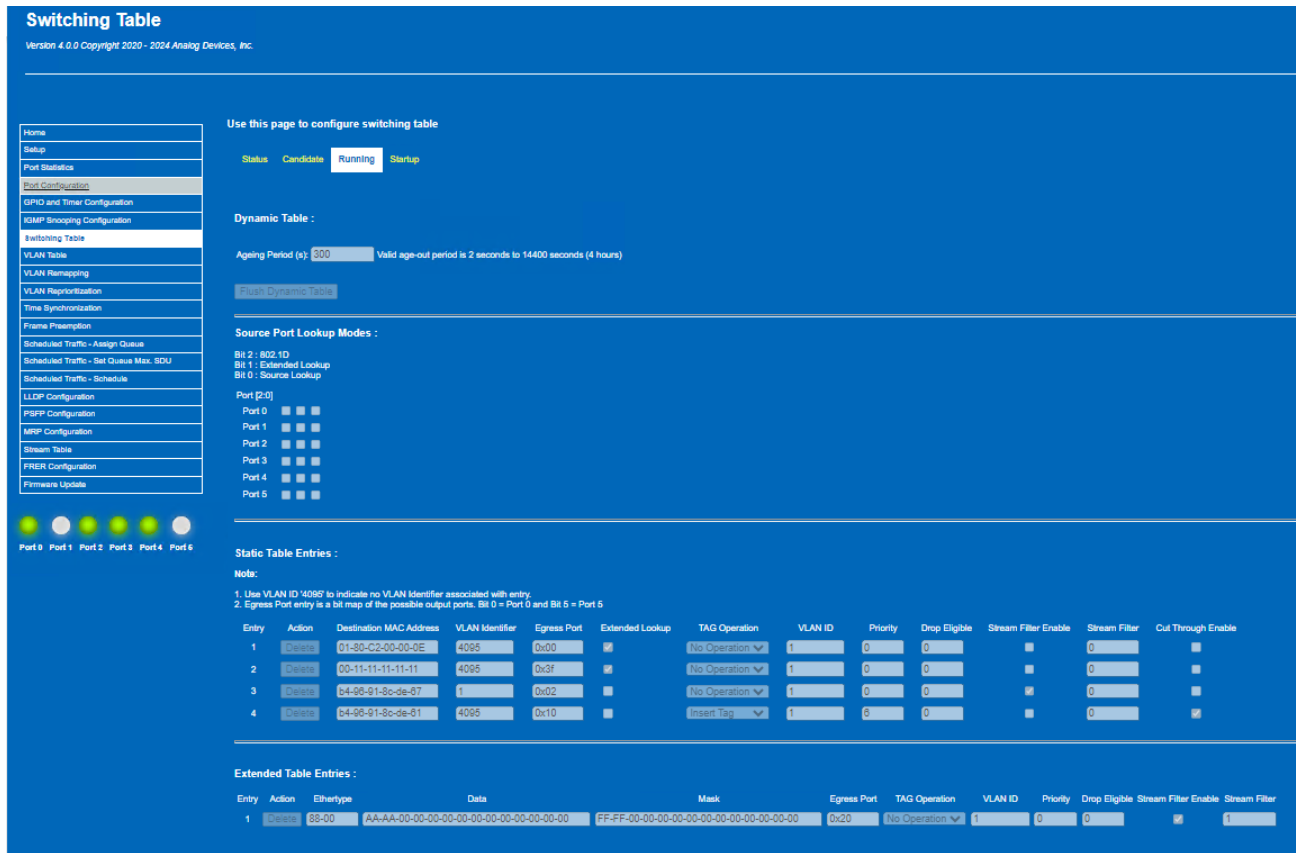 Switching Table
Version 4.0.0 Copyright 2020 - 2024 Analog Devices, Inc.
Home
Setup
Port Statistics
Port Configuration
GPIO and Timer Configuration
IGMP Snooping Configuration
Switching Table
VLAN Table
VLAN Remapping
VLAN Reprioritization
Time Synchronization
Frame Preemption
Scheduled Traffic - Assign Queue
Scheduled Traffic - Set Queue Max. SDU
Scheduled Traffic - Schedule
LLDP Configuration
PSFP Configuration
MRP Configuration
Stream Table
FRER Configuration
Firmware Update
Port 0 Port 1 Port 2 Port 3 Port 4 Port 5
Use this page to configure switching table
Status Candidate Running Startup
Dynamic Table :
Ageing Period (s): 300 Valid age-out period is 2 seconds to 14400 seconds (4 hours)
Flush Dynamic Table
Source Port Lookup Modes :
Bit 2 : 802.1D
Bit 1 : Extended Lookup
Bit 0 : Source Lookup
Port [2:0]
Port 0
Port 1
Port 2
Port 3
Port 4
Port 5
Static Table Entries :
Note:
1. Use VLAN ID '4095' to indicate no VLAN Identifier associated with entry.
2. Egress Port entry is a bit map of the possible output ports. Bit 0 = Port 0 and Bit 5 = Port 5
Entry Action Destination MAC Address VLAN Identifier Egress Port Extended Lookup TAG Operation VLAN ID Priority Drop Eligible Stream Filter Enable Stream Filter Cut Through Enable
1 Delete 01-80-C2-00-00-0E 4095 0x00 No Operation 1 0 0 0
2 Delete 00-11-11-11-11-11 4095 0x3f No Operation 1 0 0 0
3 Delete b4-96-91-8c-de-67 1 0x02 No Operation 1 0 0 0
4 Delete b4-96-91-8c-de-61 4095 0x10 Insert Tag 1 6 0 0
Extended Table Entries :
Entry Action Ethertype Data Mask Egress Port TAG Operation VLAN ID Priority Drop Eligible Stream Filter Enable Stream Filter
1 Delete 88-00 AA-AA-00-00-00-00-00-00-00-00-00-00-00-00 FF-FF-00-00-00-00-00-00-00-00-00-00-00-00 0x20 No Operation 1 0 0 1